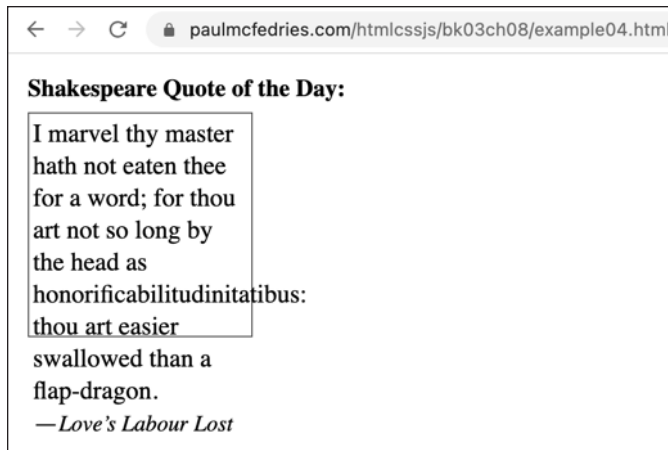 paulmcfedries.com/htmlcssjs/bk03ch08/example04.html
Shakespeare Quote of the Day:
I marvel thy master
hath not eaten thee
for a word; for thou
art not so long by
the head as
honorificabilitudinitatibus:
thou art easier
swallowed than a
flap-dragon.
—Love’s Labour Lost